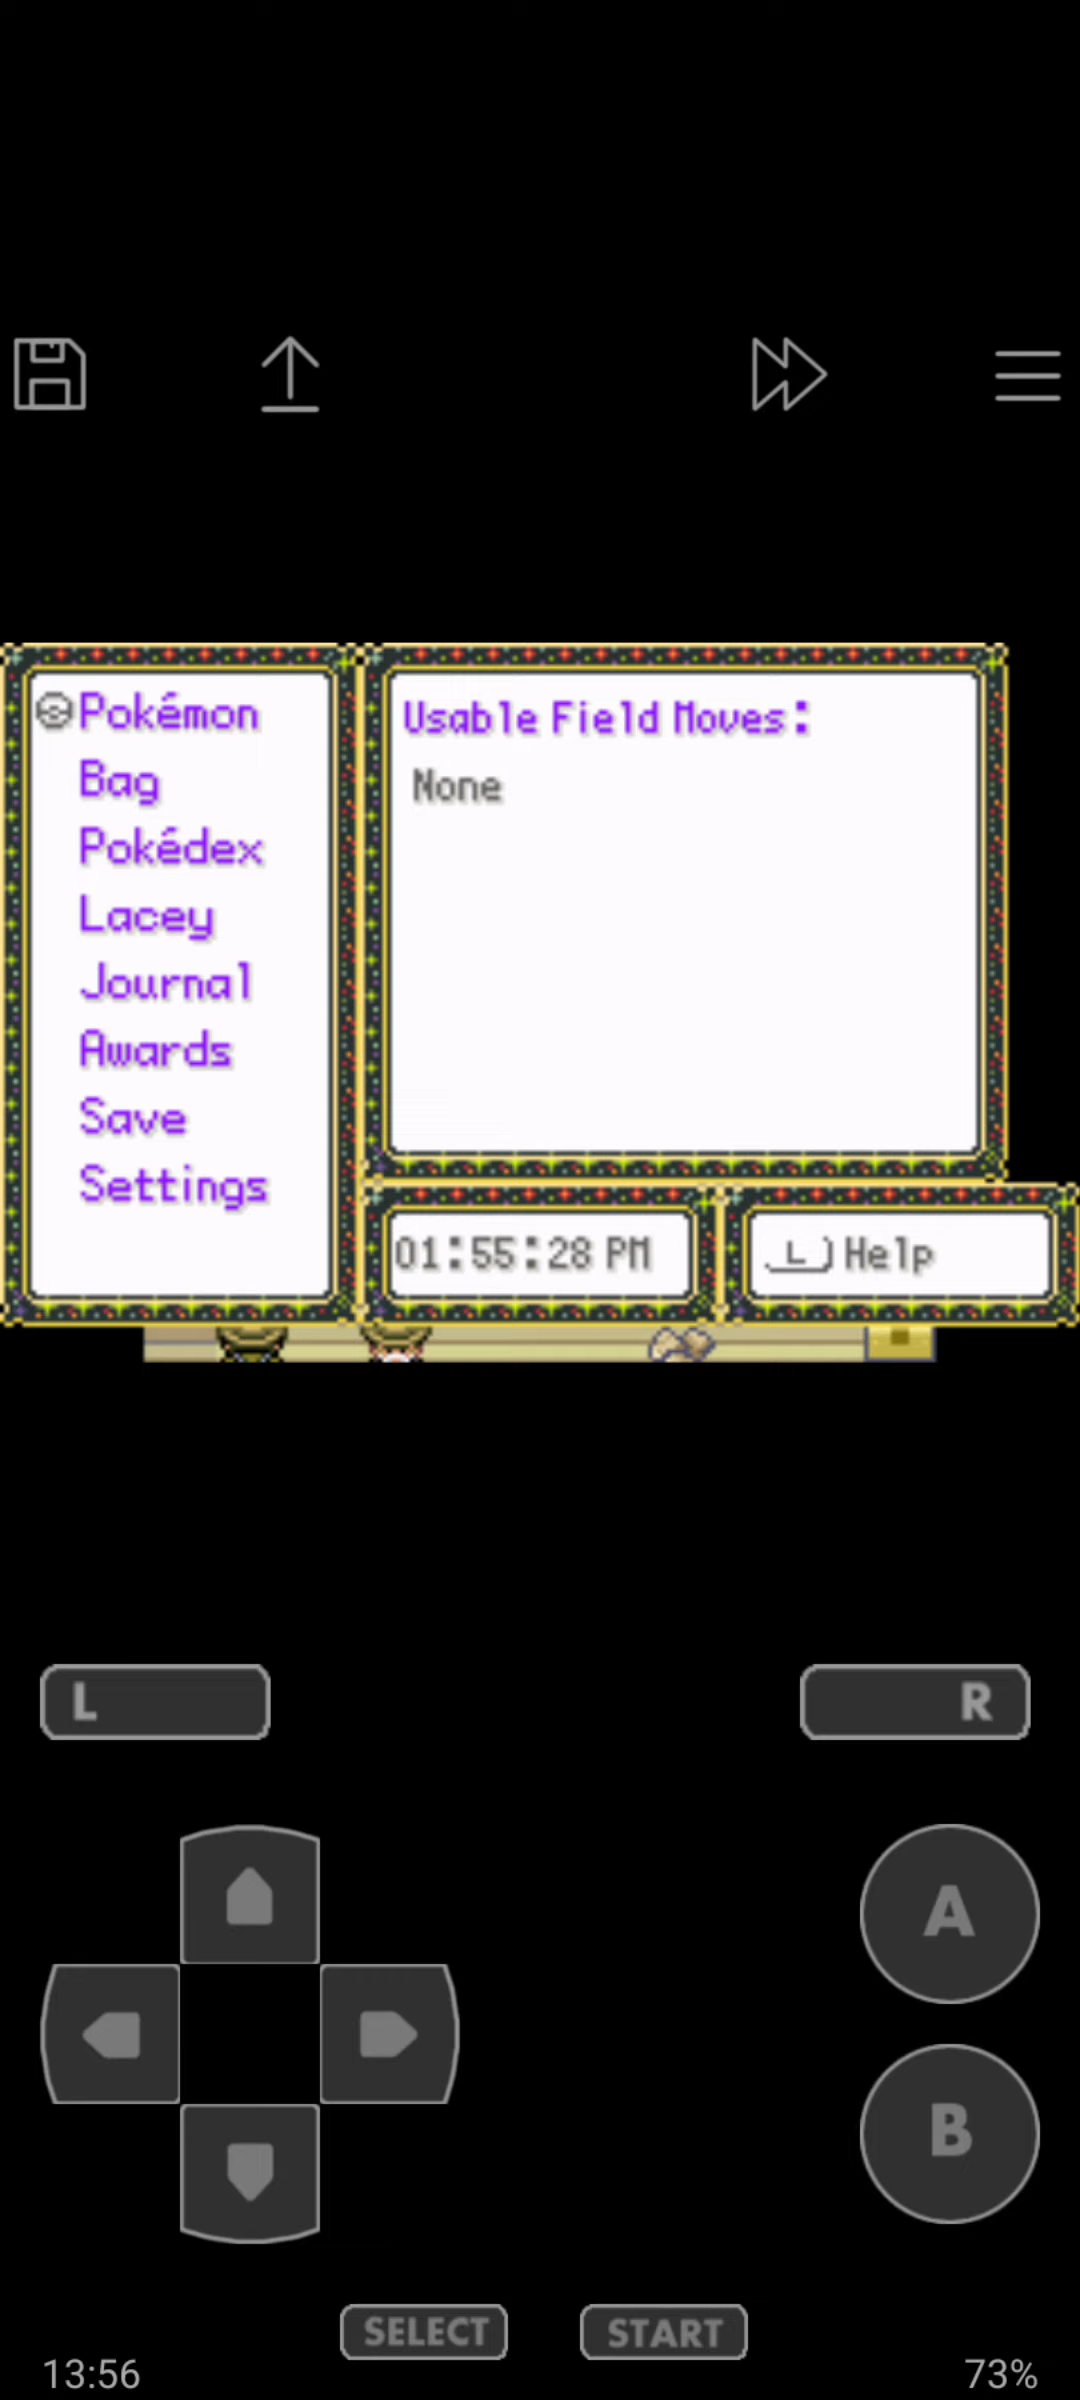 Pokémon
Bag
Pokédex
Lacey
Journal
Awards
Save
Settings
Usable Field Moves:
None
01:55:28 PM
L Help
L
R
A
B
SELECT
START
13:56
73%